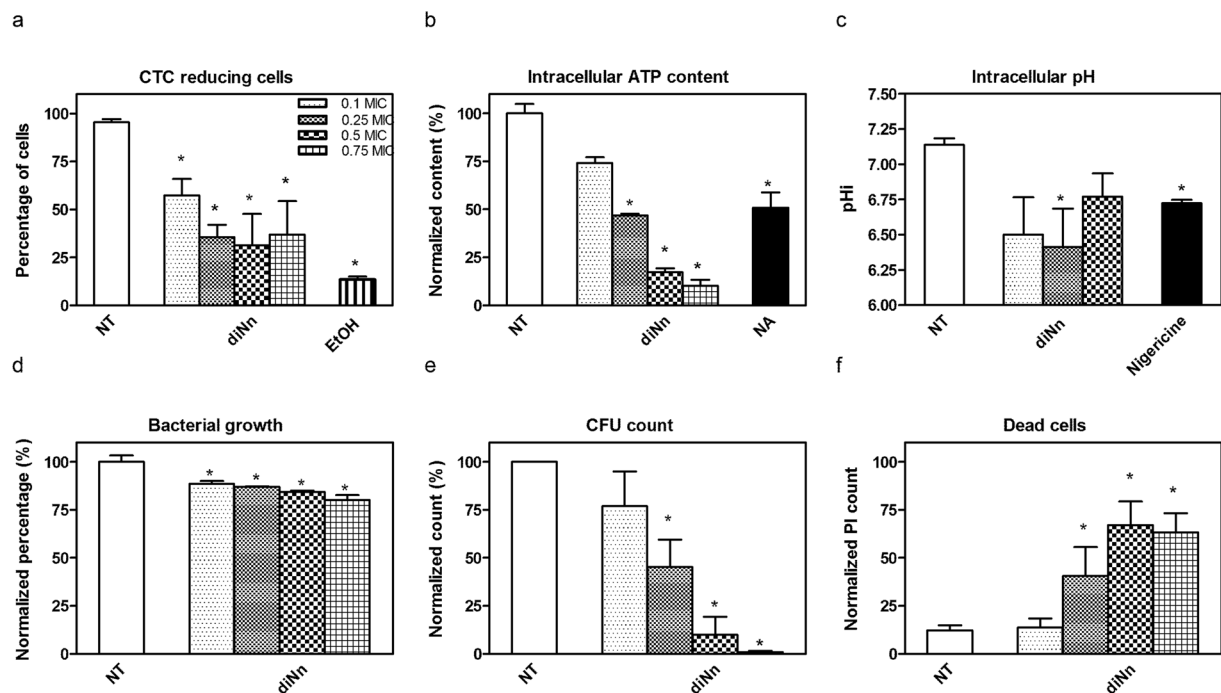 a
CTC reducing cells
Percentage of cells
100
75
50
25
0
0.1 MIC
0.25 MIC
0.5 MIC
0.75 MIC
*
*
*
*
*
NT
diNn
EtOH
b
Intracellular ATP content
Normalized content (%)
100
75
50
25
0
*
*
*
*
NT
diNn
NA
c
Intracellular pH
pHi
7.50
7.25
7.00
6.75
6.50
6.25
6.00
*
*
NT
diNn
Nigericine
d
Bacterial growth
Normalized percentage (%)
100
75
50
25
0
*
*
*
*
NT
diNn
e
CFU count
Normalized count (%)
100
75
50
25
0
*
*
*
NT
diNn
f
Dead cells
Normalized PI count
100
75
50
25
0
*
*
*
NT
diNn